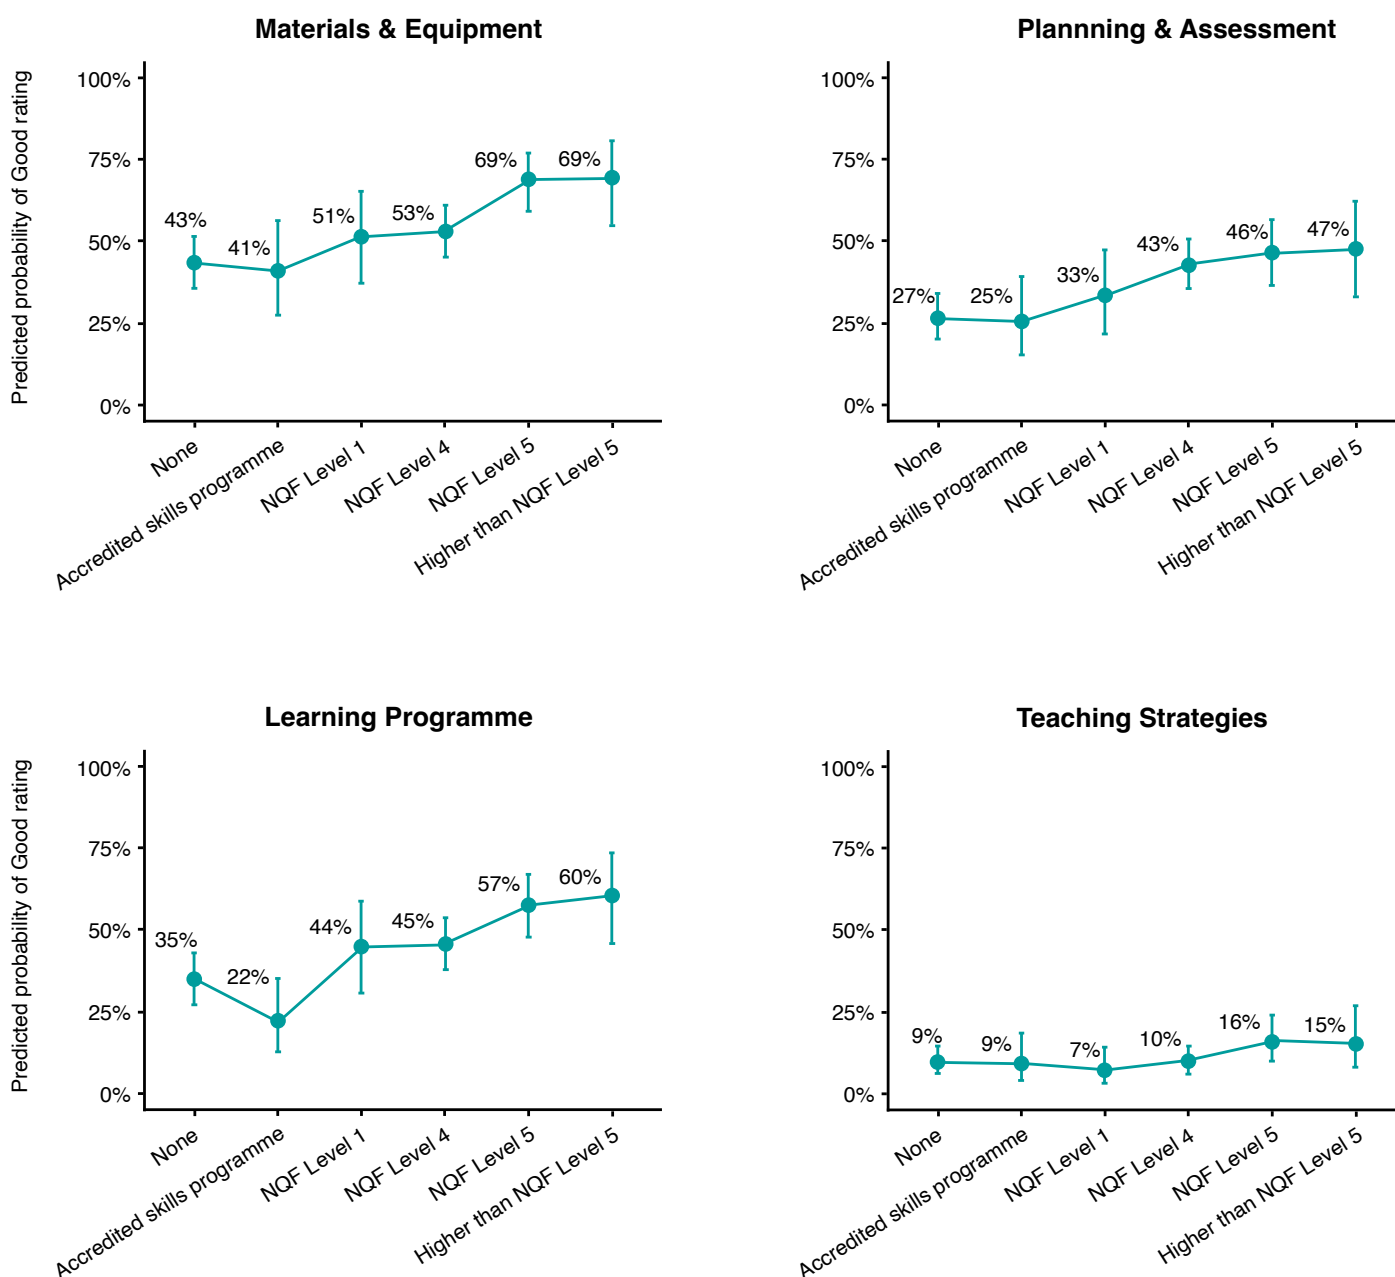 Materials & Equipment
Predicted probability of Good rating
100%
75%
50%
25%
0%
43%
41%
51%
53%
69%
69%
None
Accredited skills programme
NQF Level 1
NQF Level 4
NQF Level 5
Higher than NQF Level 5
Plannning & Assessment
100%
75%
50%
25%
0%
27%
25%
33%
43%
46%
47%
None
Accredited skills programme
NQF Level 1
NQF Level 4
NQF Level 5
Higher than NQF Level 5
Learning Programme
Predicted probability of Good rating
100%
75%
50%
25%
0%
35%
22%
44%
45%
57%
60%
None
Accredited skills programme
NQF Level 1
NQF Level 4
NQF Level 5
Higher than NQF Level 5
Teaching Strategies
100%
75%
50%
25%
0%
9%
9%
7%
10%
16%
15%
None
Accredited skills programme
NQF Level 1
NQF Level 4
NQF Level 5
Higher than NQF Level 5